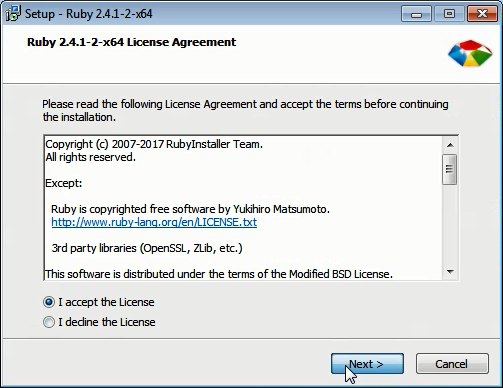 Setup - Ruby 2.4.1-2-x64
Ruby 2.4.1-2-x64 License Agreement
Please read the following License Agreement and accept the terms before continuing
the installation.
Copyright (c) 2007-2017 RubyInstaller Team.
All rights reserved.
Except:
Ruby is copyrighted free software by Yukihiro Matsumoto.
http://www.ruby-lang.org/en/LICENSE.txt
3rd party libraries (OpenSSL, ZLib, etc.)
This software is distributed under the terms of the Modified BSD License.
I accept the License
I decline the License
Next >
Cancel